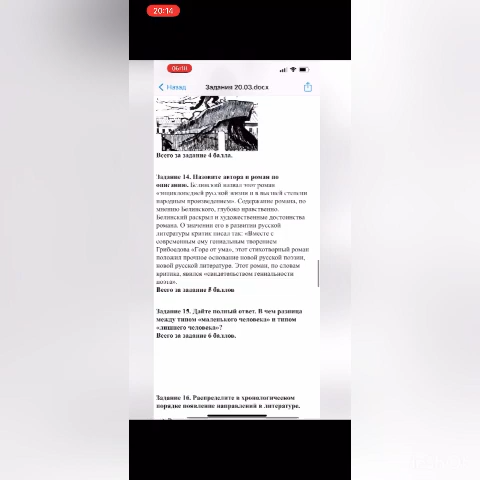 20:14
06:18
Назад
Задания 20.03.docx
Всего за задание 4 балла.
Задание 14. Назовите автора и роман по
описанию. Белинский назвал этот роман
«энциклопедией русской жизни и в высшей степени
народным произведением». Содержание романа, по
мнению Белинского, глубоко нравственно.
Белинский раскрыл и художественные достоинства
романа. О значении его в развитии русской
литературы критик писал так: «Вместе с
современным ему гениальным творением
Грибоедова «Горе от ума», этот стихотворный роман
положил прочное основание новой русской поэзии,
новой русской литературе. Этот роман, по словам
критика, явился «свидетельством гениальности
поэта».
Всего за задание 5 баллов
Задание 15. Дайте полный ответ. В чем разница
между типом «маленького человека» и типом
«лишнего человека»?
Всего за задание 6 баллов.
Задание 16. Распределите в хронологическом
порядке появление направлений в литературе.